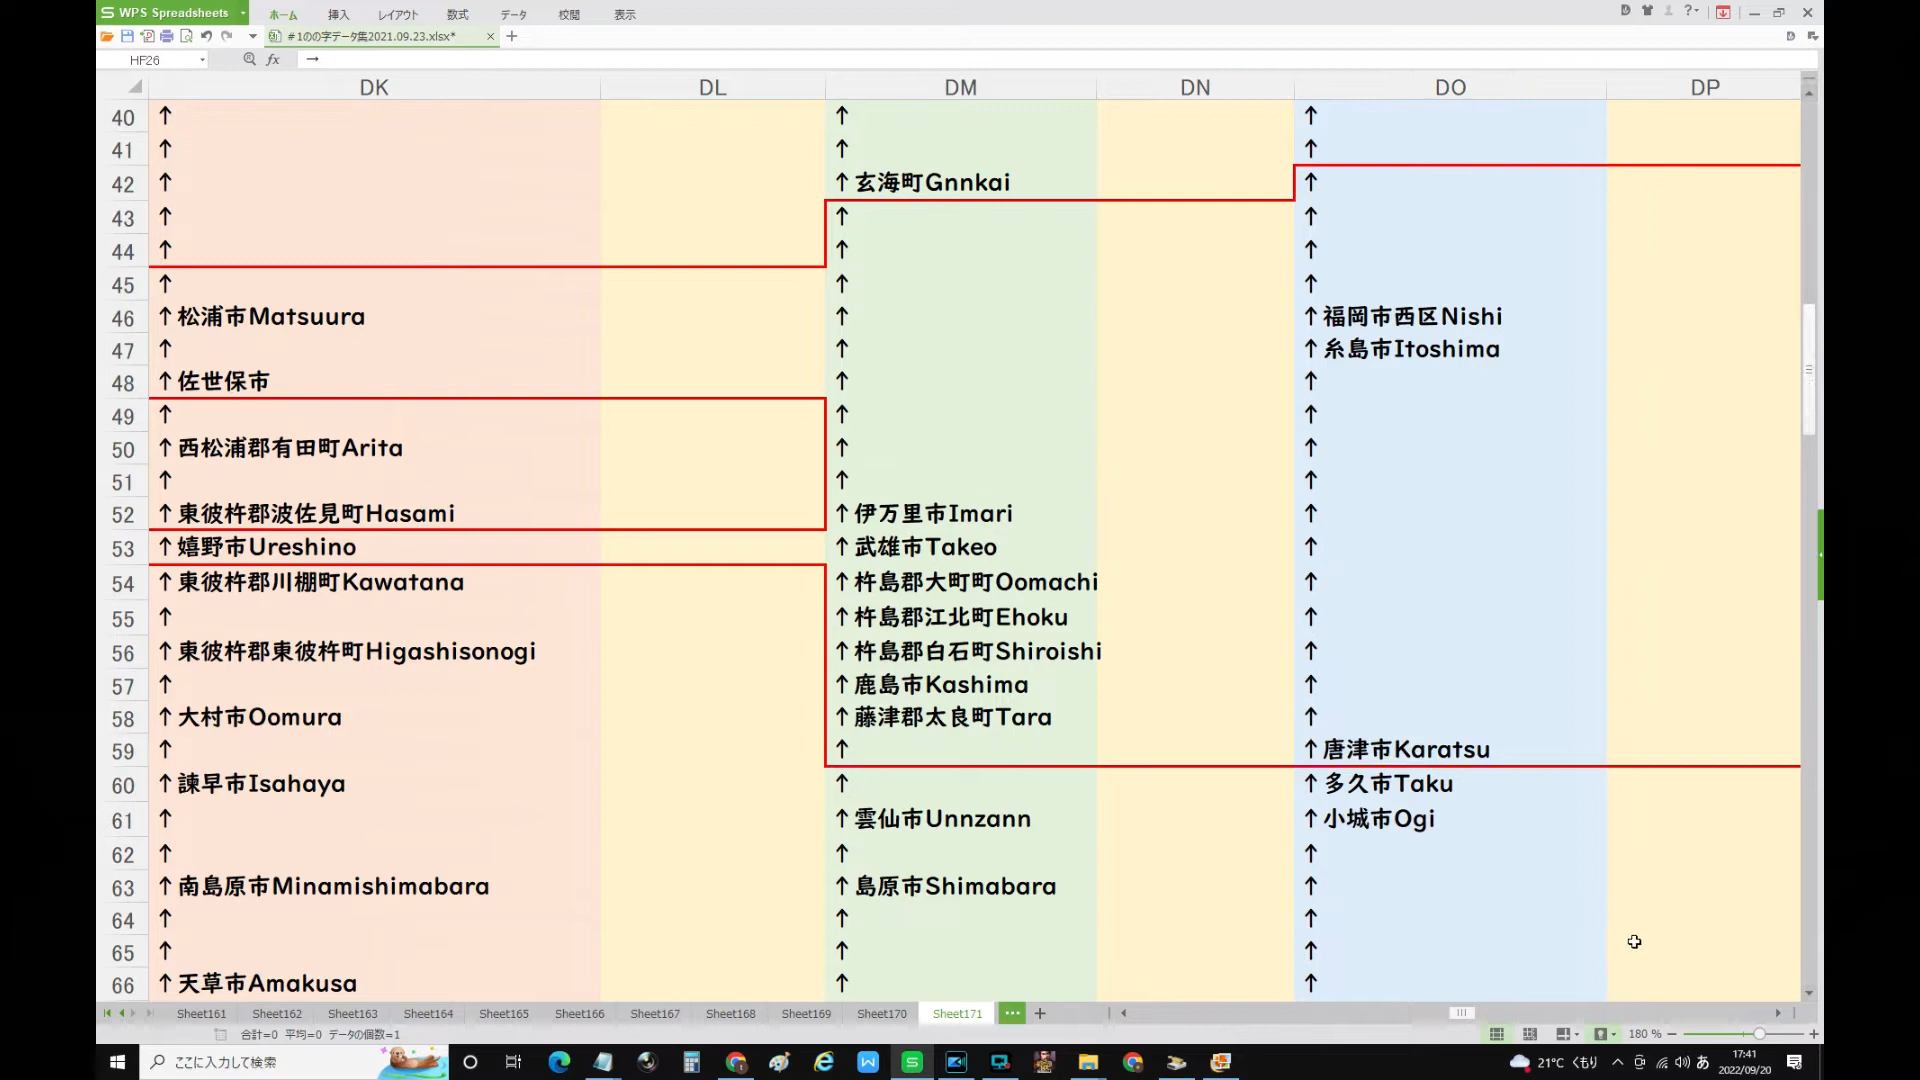 WPS Spreadsheets
ホーム 挿入 レイアウト 数式 データ 校閲 表示
#1のの字データ集2021.09.23.xlsx*
HF26 fx →
DK DL DM DN DO DP
40 ↑ ↑ ↑
41 ↑ ↑ ↑
42 ↑ ↑玄海町Gnnkai ↑
43 ↑ ↑ ↑
44 ↑ ↑ ↑
45 ↑ ↑ ↑
46 ↑松浦市Matsuura ↑ ↑福岡市西区Nishi
47 ↑ ↑ ↑糸島市Itoshima
48 ↑佐世保市 ↑ ↑
49 ↑ ↑ ↑
50 ↑西松浦郡有田町Arita ↑ ↑
51 ↑ ↑ ↑
52 ↑東彼杵郡波佐見町Hasami ↑伊万里市Imari ↑
53 ↑嬉野市Ureshino ↑武雄市Takeo ↑
54 ↑東彼杵郡川棚町Kawatana ↑杵島郡大町町Oomachi ↑
55 ↑ ↑杵島郡江北町Ehoku ↑
56 ↑東彼杵郡東彼杵町Higashisonogi ↑杵島郡白石町Shiroishi ↑
57 ↑ ↑鹿島市Kashima ↑
58 ↑大村市Oomura ↑藤津郡太良町Tara ↑
59 ↑ ↑ ↑唐津市Karatsu
60 ↑諫早市Isahaya ↑ ↑多久市Taku
61 ↑ ↑雲仙市Unnzann ↑小城市Ogi
62 ↑ ↑ ↑
63 ↑南島原市Minamishimabara ↑島原市Shimabara ↑
64 ↑ ↑ ↑
65 ↑ ↑ ↑
66 ↑天草市Amakusa ↑ ↑
Sheet161 Sheet162 Sheet163 Sheet164 Sheet165 Sheet166 Sheet167 Sheet168 Sheet169 Sheet170 Sheet171 ••• +
合計=0 平均=0 データの個数=1 180 %
ここに入力して検索 21°C くもり あ 17:41
2022/09/20